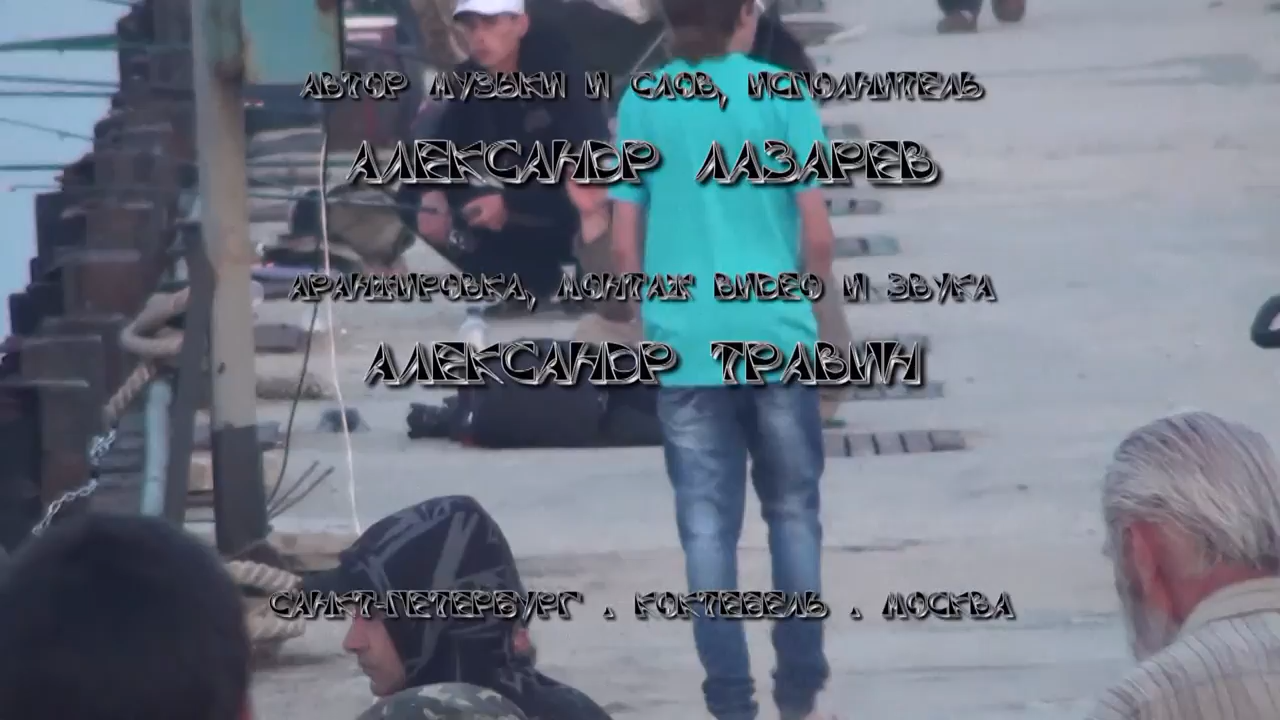 АВТОР МУЗЫКИ И СЛОВ, ИСПОЛНИТЕЛЬ
АЛЕКСАНДР ЛАЗАРЕВ
АРАНЖИРОВКА, МОНТАЖ ВИДЕО И ЗВУКА
АЛЕКСАНДР ТРАВИН
САНКТ-ПЕТЕРБУРГ . КОКТЕБЕЛЬ . МОСКВА